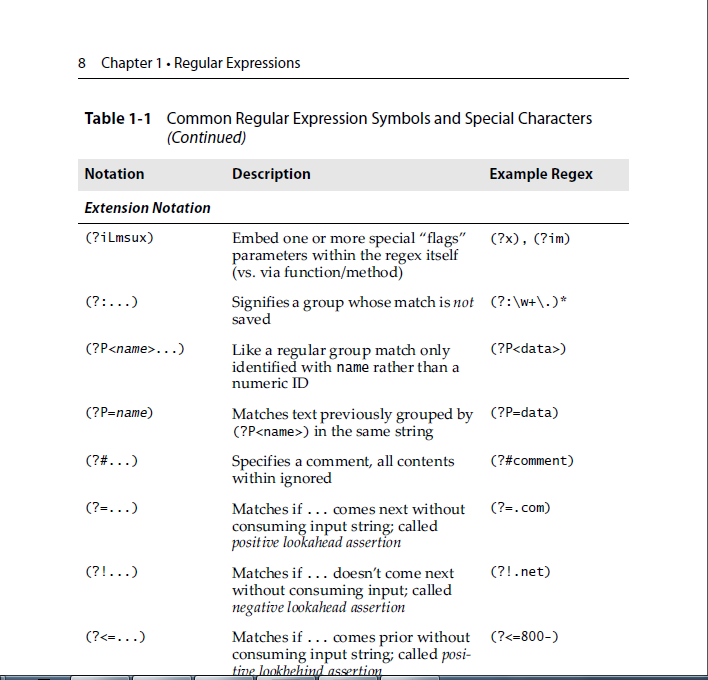 8 Chapter 1 • Regular Expressions
Table 1-1 Common Regular Expression Symbols and Special Characters
(Continued)
Notation Description Example Regex
Extension Notation
(?iLmsux) Embed one or more special “flags” (?x), (?im)
parameters within the regex itself
(vs. via function/method)
(?:...) Signifies a group whose match is not (?:\w+\.)*
saved
(?P<name>...) Like a regular group match only (?P<data>)
identified with name rather than a
numeric ID
(?P=name) Matches text previously grouped by (?P=data)
(?P<name>) in the same string
(?#...) Specifies a comment, all contents (?#comment)
within ignored
(?=...) Matches if ... comes next without (?=.com)
consuming input string; called
positive lookahead assertion
(?!...) Matches if ... doesn’t come next (?!.net)
without consuming input; called
negative lookahead assertion
(?<=...) Matches if ... comes prior without (?<=800-)
consuming input string; called posi-
tive lookbehind assertion